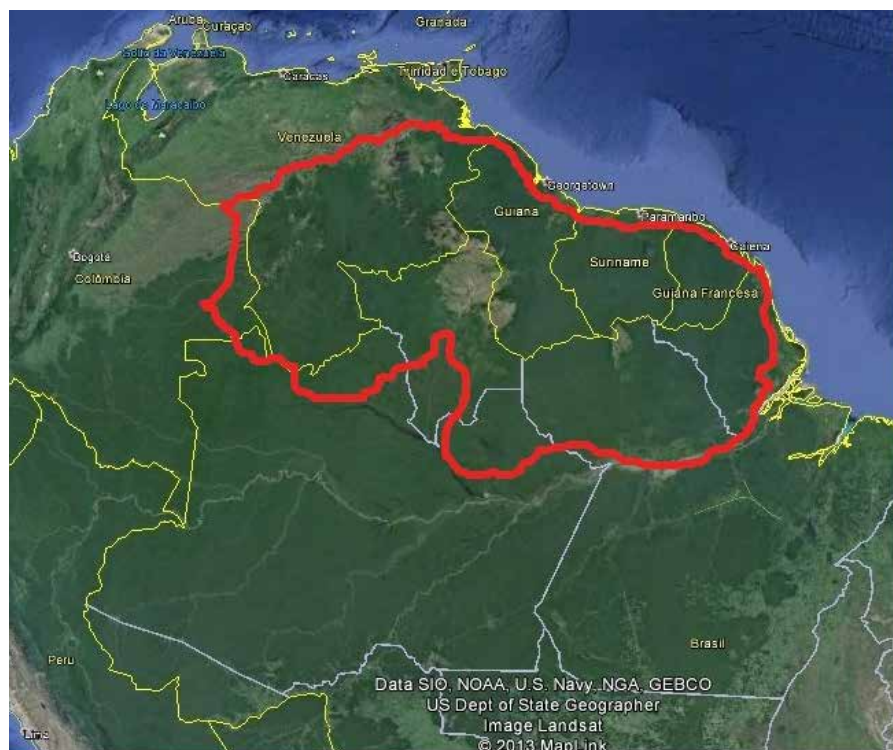 Aruba
Curaçao
Granada
Golfo da Venezuela
Caracas
Trinidad e Tobago
Lago de Maracaibo
Venezuela
Georgetown
Guiana
Paramaribo
Bogotá
Caiena
Colômbia
Suriname
Guiana Francesa
Brasil
Peru
Data SIO, NOAA, U.S. Navy, NGA, GEBCO
US Dept of State Geographer
Image Landsat
Lima
© 2013 MapLink